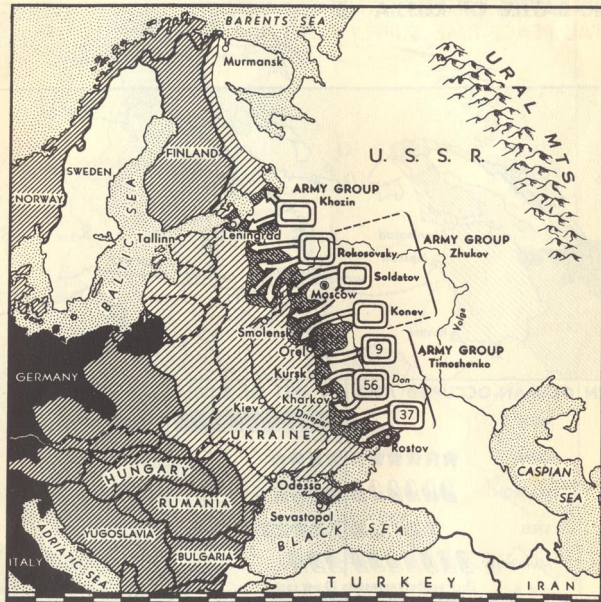 BARENTS SEA
Murmansk
URAL MTS
U. S. S. R.
SWEDEN
FINLAND
NORWAY
ARMY GROUP
Khozin
Leningrad
Tallinn
BALTIC SEA
Rokosovsky
ARMY GROUP
Zhukov
Soldatov
Moscow
Konev
Volga
Smolensk
Orel
9
ARMY GROUP
Timoshenko
GERMANY
Kursk
56
Don
Kharkov
Kiev
Dnieper
37
UKRAINE
Rostov
HUNGARY
CASPIAN
SEA
Odessa
RUMANIA
Sevastopol
BLACK SEA
ADRIATIC SEA
YUGOSLAVIA
ITALY
BULGARIA
TURKEY
IRAN